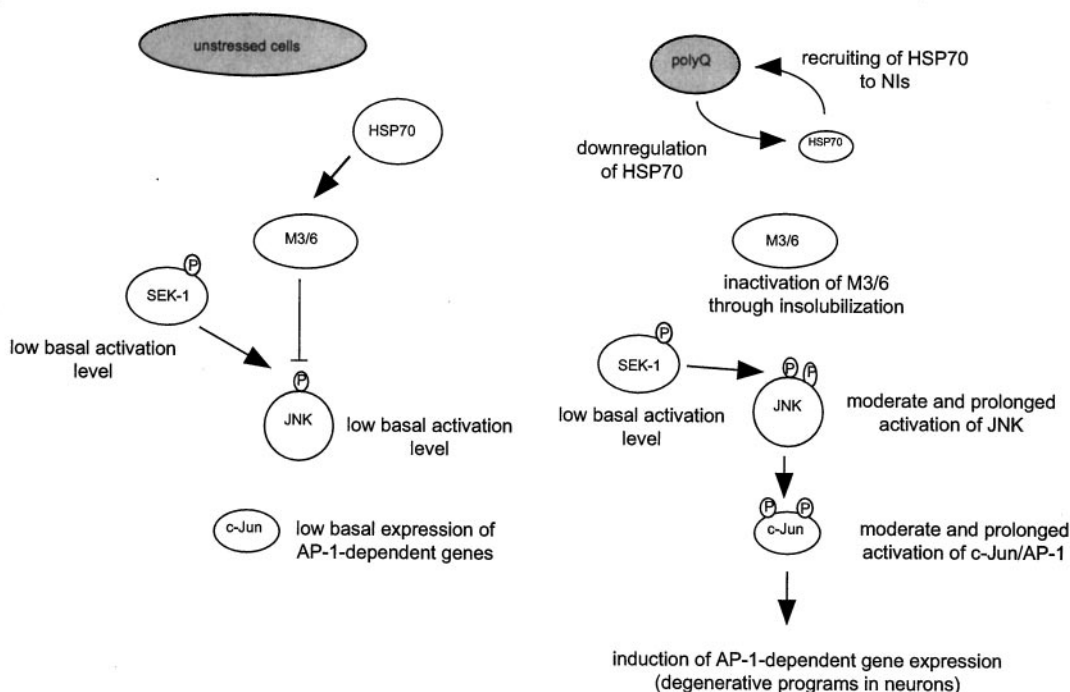 unstressed cells
HSP70
M3/6
P
SEK-1
low basal activation
level
P
JNK
low basal activation
level
c-Jun
low basal expression of
AP-1-dependent genes
polyQ
recruiting of HSP70
to NIs
HSP70
downregulation
of HSP70
M3/6
inactivation of M3/6
through insolubilization
P
SEK-1
low basal activation
level
P
P
JNK
moderate and prolonged
activation of JNK
P
P
c-Jun
moderate and prolonged
activation of c-Jun/AP-1
induction of AP-1-dependent gene expression
(degenerative programs in neurons)